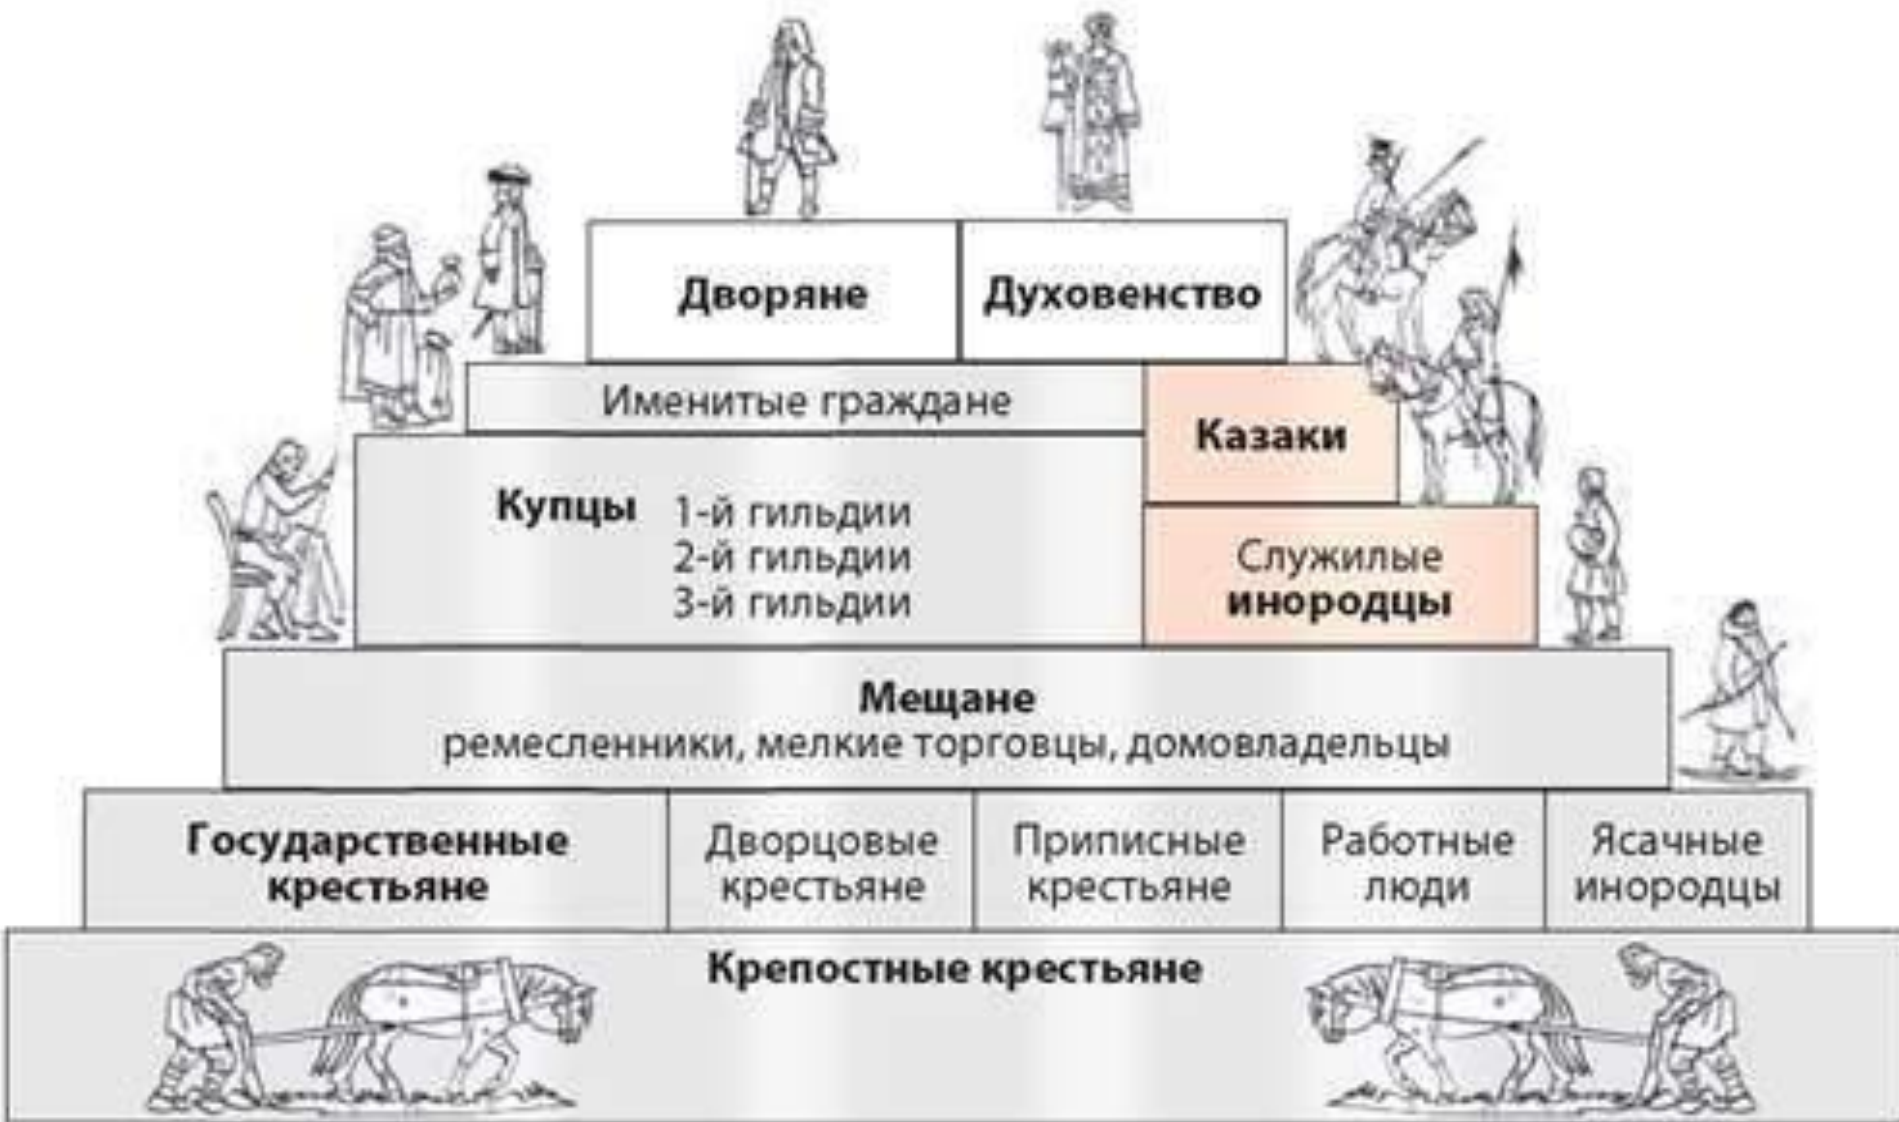 Дворяне
Духовенство
Именитые граждане
Казаки
Купцы 1-й гильдии
2-й гильдии
3-й гильдии
Служилые
инородцы
Мещане
ремесленники, мелкие торговцы, домовладельцы
Государственные
крестьяне
Дворцовые
крестьяне
Приписные
крестьяне
Работные
люди
Ясачные
инородцы
Крепостные крестьяне